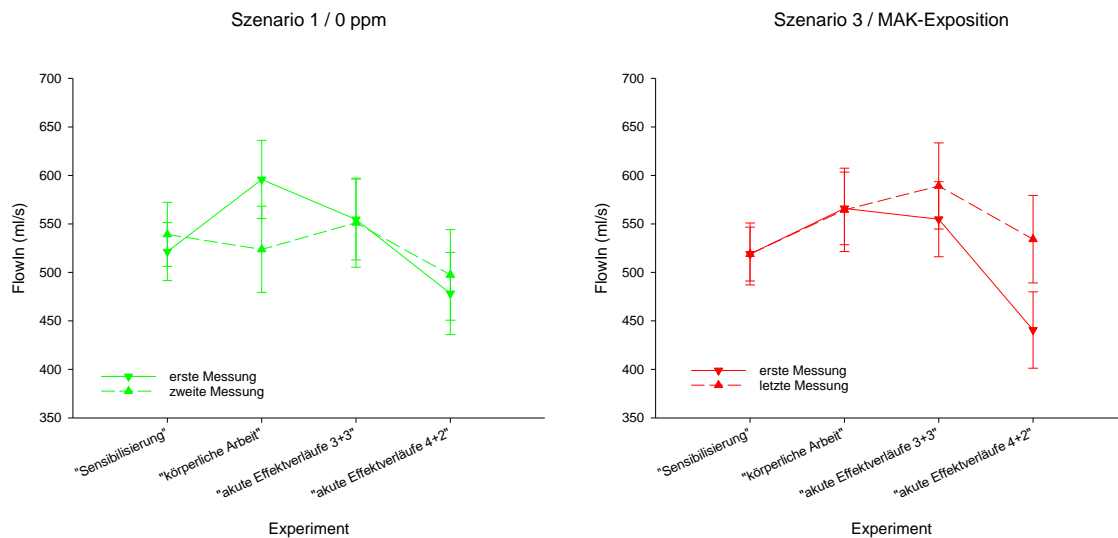 Szenario 1 / 0 ppm
FlowIn (ml/s)
700
650
600
550
500
450
400
350
erste Messung
zweite Messung
"Sensibilisierung"
"körperliche Arbeit"
"akute Effektverläufe 3+3"
"akute Effektverläufe 4+2"
Experiment
Szenario 3 / MAK-Exposition
FlowIn (ml/s)
700
650
600
550
500
450
400
350
erste Messung
letzte Messung
"Sensibilisierung"
"körperliche Arbeit"
"akute Effektverläufe 3+3"
"akute Effektverläufe 4+2"
Experiment